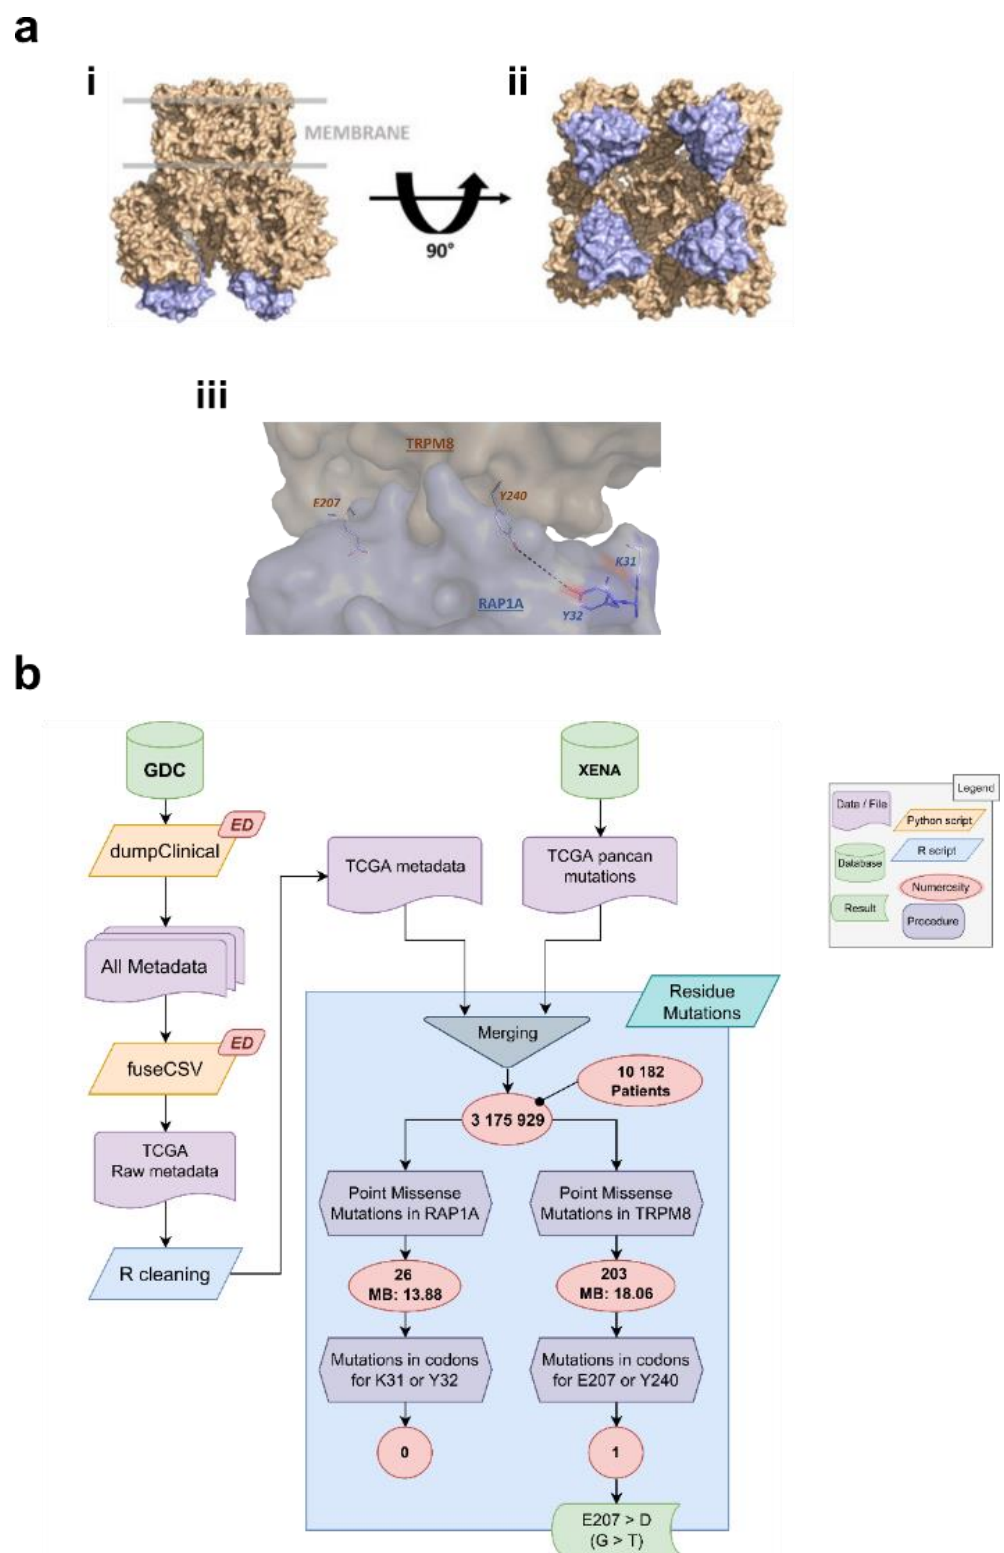 a
i
ii
MEMBRANE
90°
iii
TRPM8
E207
Y240
K31
RAP1A
Y32
b
GDC
XENA
ED
dumpClinical
TCGA metadata
TCGA pancan
mutations
All Metadata
ED
fuseCSV
TCGA
Raw metadata
R cleaning
Legend
Data / File
Python script
R script
Database
Numerosity
Result
Procedure
Residue
Mutations
Merging
10 182
Patients
3 175 929
Point Missense
Mutations in RAP1A
Point Missense
Mutations in TRPM8
26
MB: 13.88
203
MB: 18.06
Mutations in codons
for K31 or Y32
Mutations in codons
for E207 or Y240
0
1
E207 > D
(G > T)